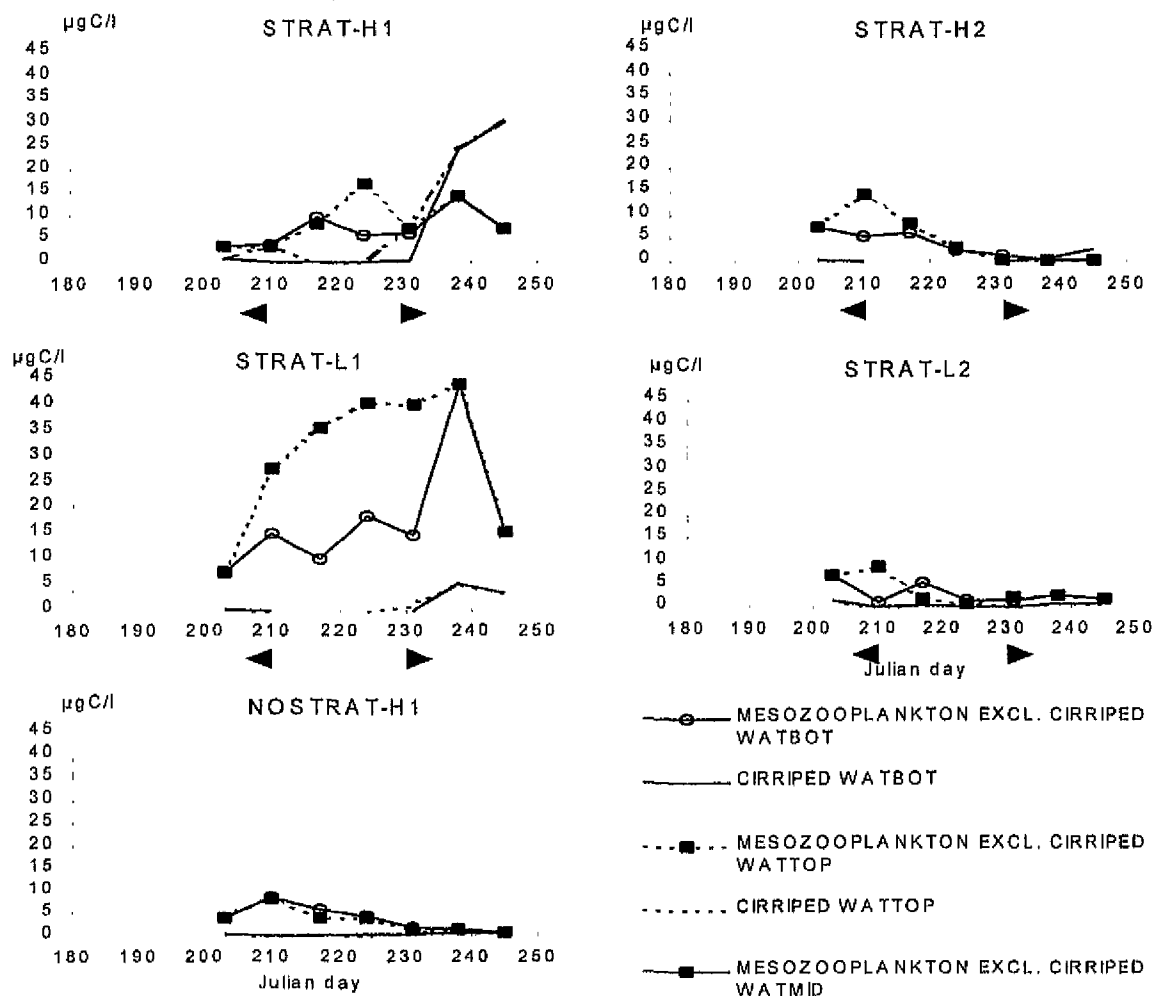 µgC/l
STRAT-H1
45
40
35
30
25
20
15
10
5
0
180 190 200 210 220 230 240 250
STRAT-H2
45
40
35
30
25
20
15
10
5
0
180 190 200 210 220 230 240 250
µgC/l
STRAT-L1
45
40
35
30
25
20
15
10
5
0
180 190 200 210 220 230 240 250
µgC/l
STRAT-L2
45
40
35
30
25
20
15
10
5
0
180 190 200 210 220 230 240 250
Julian day
µgC/l
NOSTRAT-H1
45
40
35
30
25
20
15
10
5
0
180 190 200 210 220 230 240 250
Julian day
MESOZOOPLANKTON EXCL. CIRRIPED
WATBOT
CIRRIPED WATBOT
MESOZOOPLANKTON EXCL. CIRRIPED
WATTOP
CIRRIPED WATTOP
MESOZOOPLANKTON EXCL. CIRRIPED
WATMID